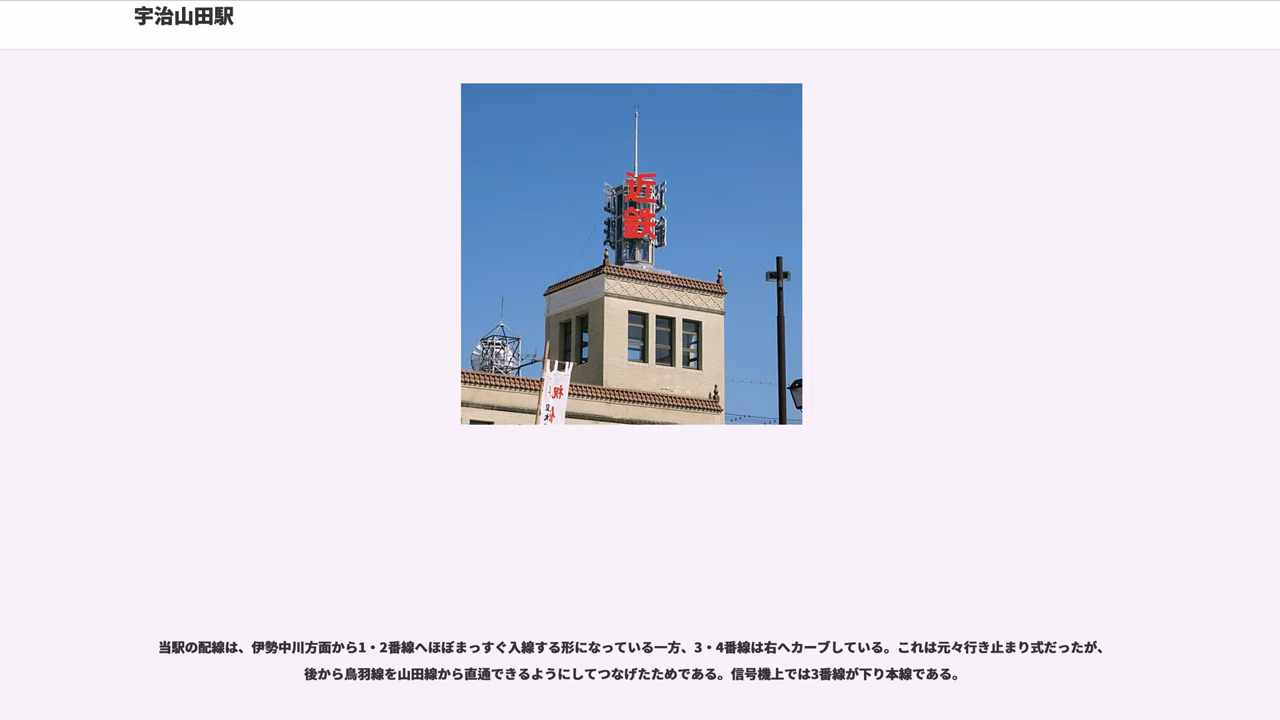 宇治山田駅
近
鉄
祝
当駅の配線は、伊勢中川方面から1・2番線へほぼまっすぐ入線する形になっている一方、3・4番線は右へカーブしている。これは元々行き止まり式だったが、
後から鳥羽線を山田線から直通できるようにしてつなげたためである。信号機上では3番線が下り本線である。